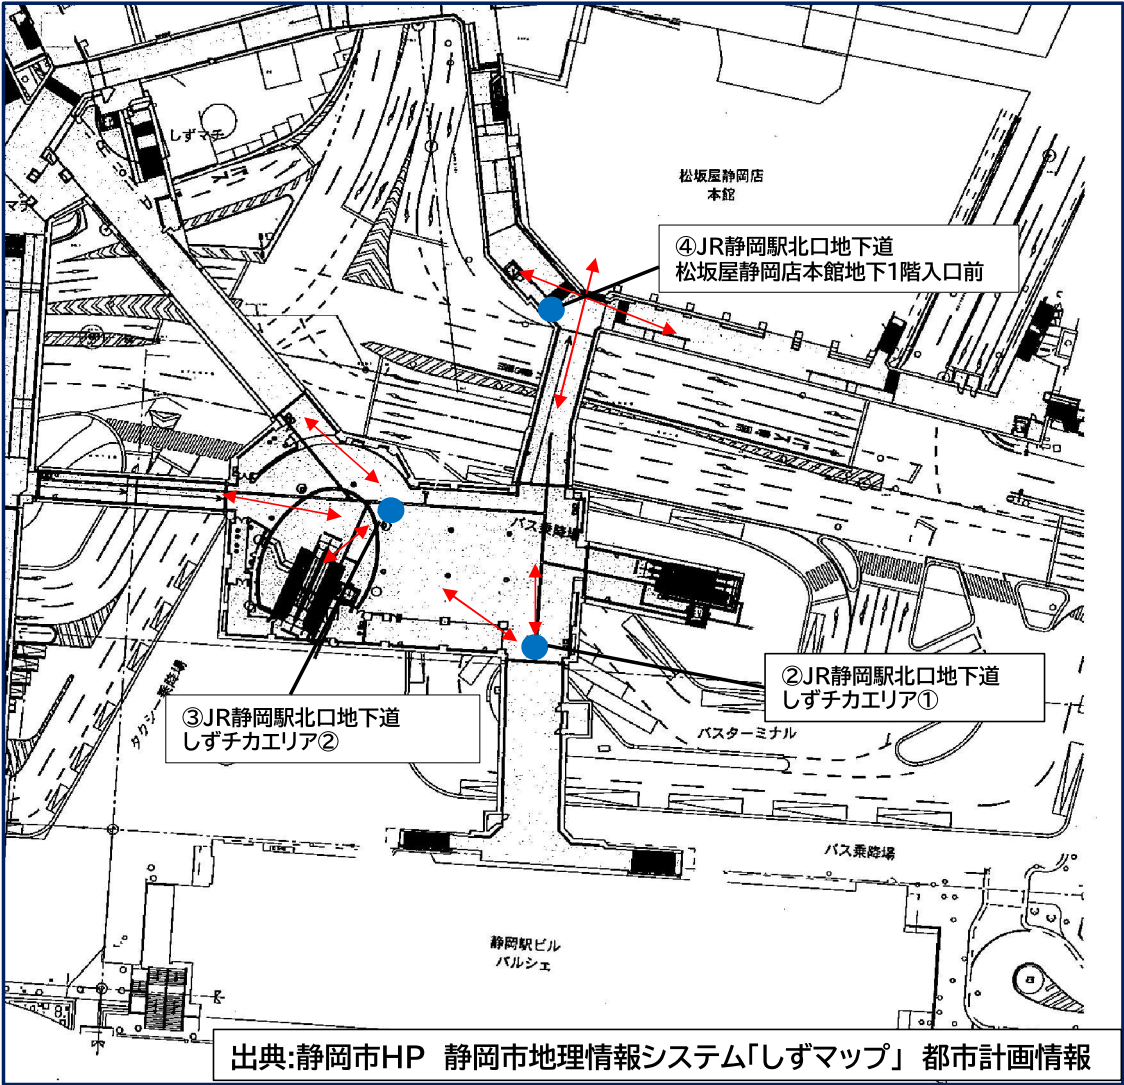 しずマチ
マチ
松坂屋静岡店
本館
④JR静岡駅北口地下道
松坂屋静岡店本館地下1階入口前
バス乗降場
②JR静岡駅北口地下道
しずチカエリア①
③JR静岡駅北口地下道
しずチカエリア②
タクシー乗降場
バスターミナル
バス乗降場
静岡駅ビル
パルシェ
出典:静岡市HP 静岡市地理情報システム「しずマップ」 都市計画情報